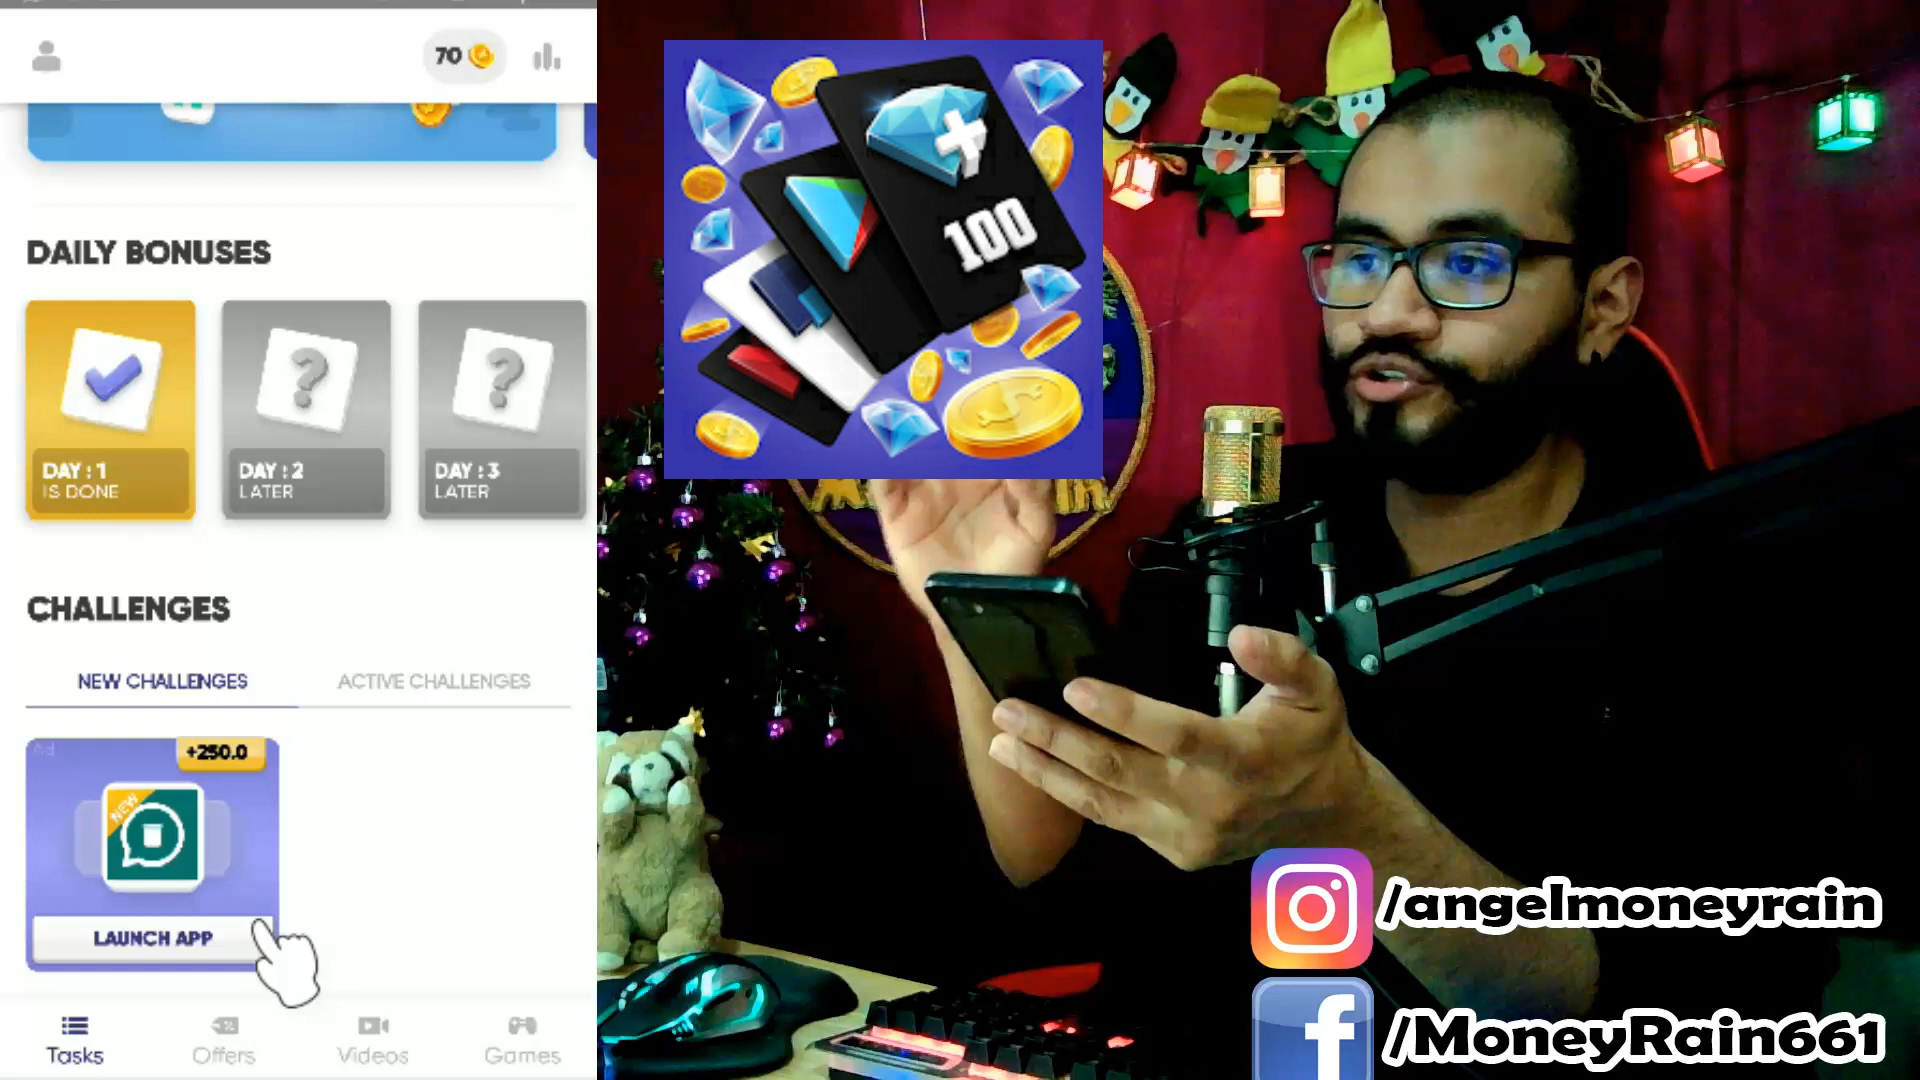 70
DAILY BONUSES
DAY : 1
IS DONE
DAY : 2
LATER
DAY : 3
LATER
CHALLENGES
NEW CHALLENGES
ACTIVE CHALLENGES
Ad
+250.0
NEW
LAUNCH APP
Tasks
Offers
Videos
Games
100
/angelmoneyrain
/MoneyRain661